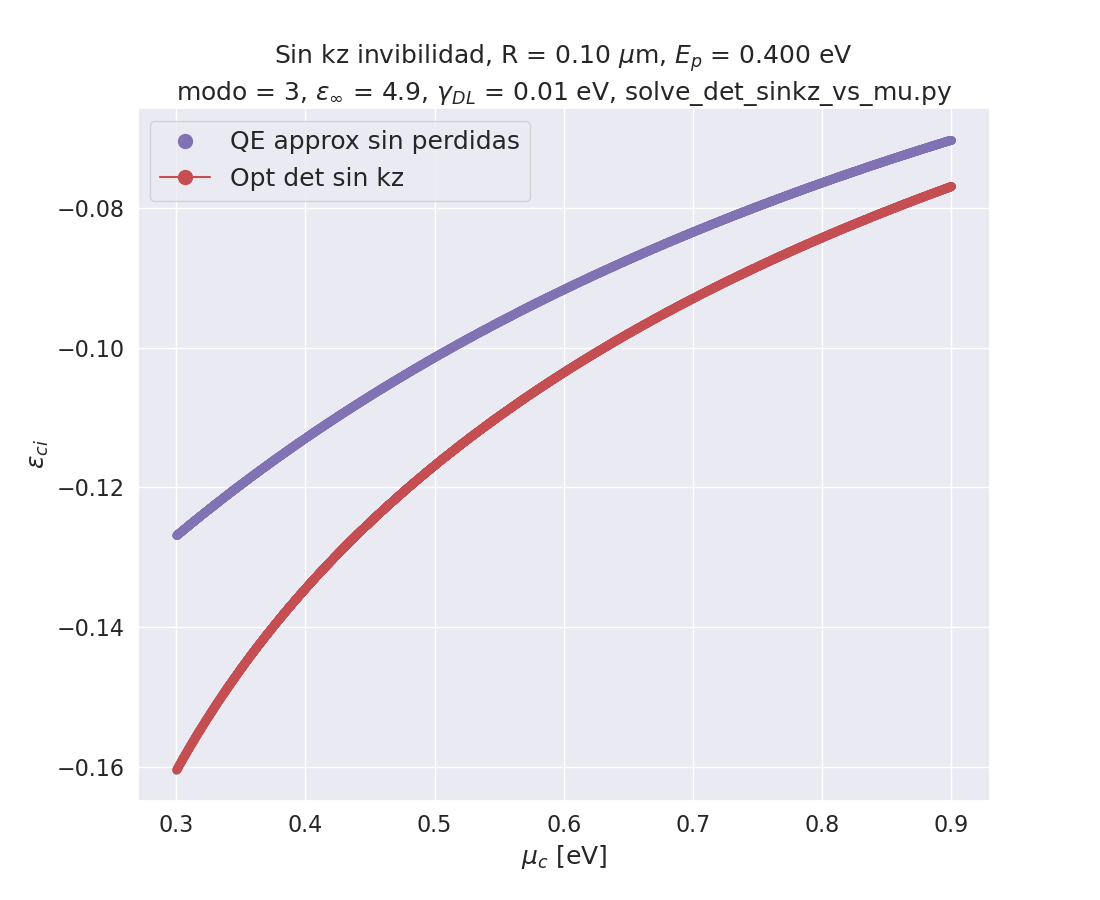 Sin kz invibilidad, R = 0.10 μm, E_p = 0.400 eV
modo = 3, ε_∞ = 4.9, γ_DL = 0.01 eV, solve_det_sinkz_vs_mu.py
QE approx sin perdidas
Opt det sin kz
−0.08
−0.10
−0.12
−0.14
−0.16
ε_ci
0.3 0.4 0.5 0.6 0.7 0.8 0.9
μ_c [eV]